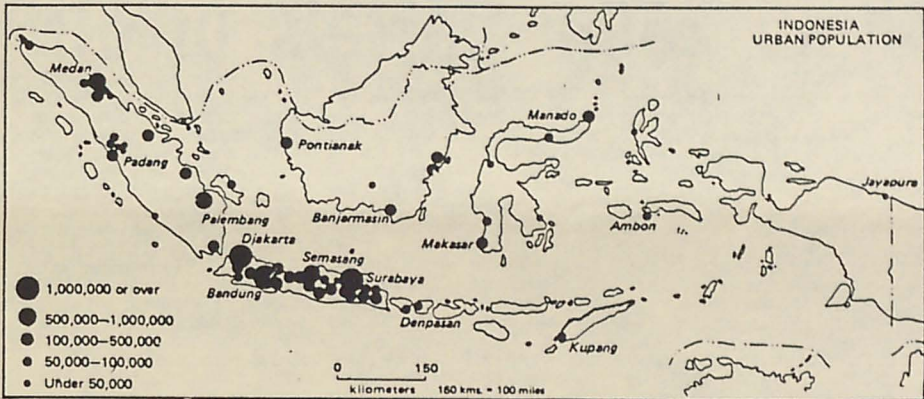 INDONESIA
URBAN POPULATION
Medan
Manado
Pontianak
Padang
Jayapura
Palembang
Banjarmasin
Ambon
Makasar
Djakarta
Semasang
Surabaya
Bandung
Denpasan
Kupang
1,000,000 or over
500,000—1,000,000
100,000—500,000
50,000—100,000
Under 50,000
0 150
kilometers 160 kms. = 100 miles